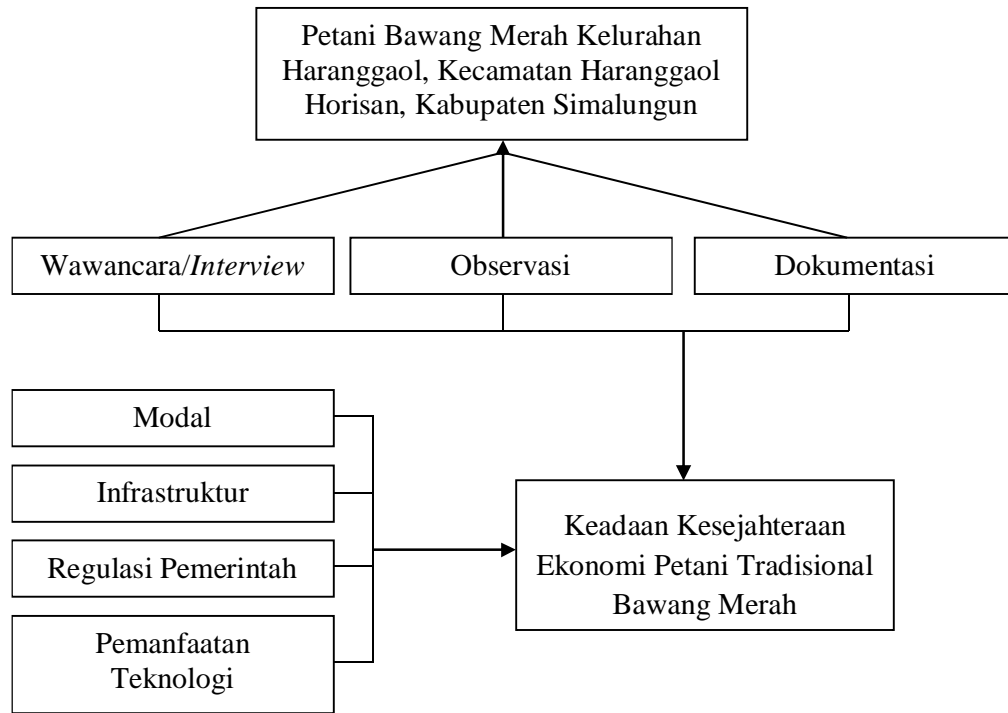 Petani Bawang Merah Kelurahan
Haranggaol, Kecamatan Haranggaol
Horisan, Kabupaten Simalungun
Wawancara/Interview
Observasi
Dokumentasi
Modal
Infrastruktur
Regulasi Pemerintah
Pemanfaatan
Teknologi
Keadaan Kesejahteraan
Ekonomi Petani Tradisional
Bawang Merah